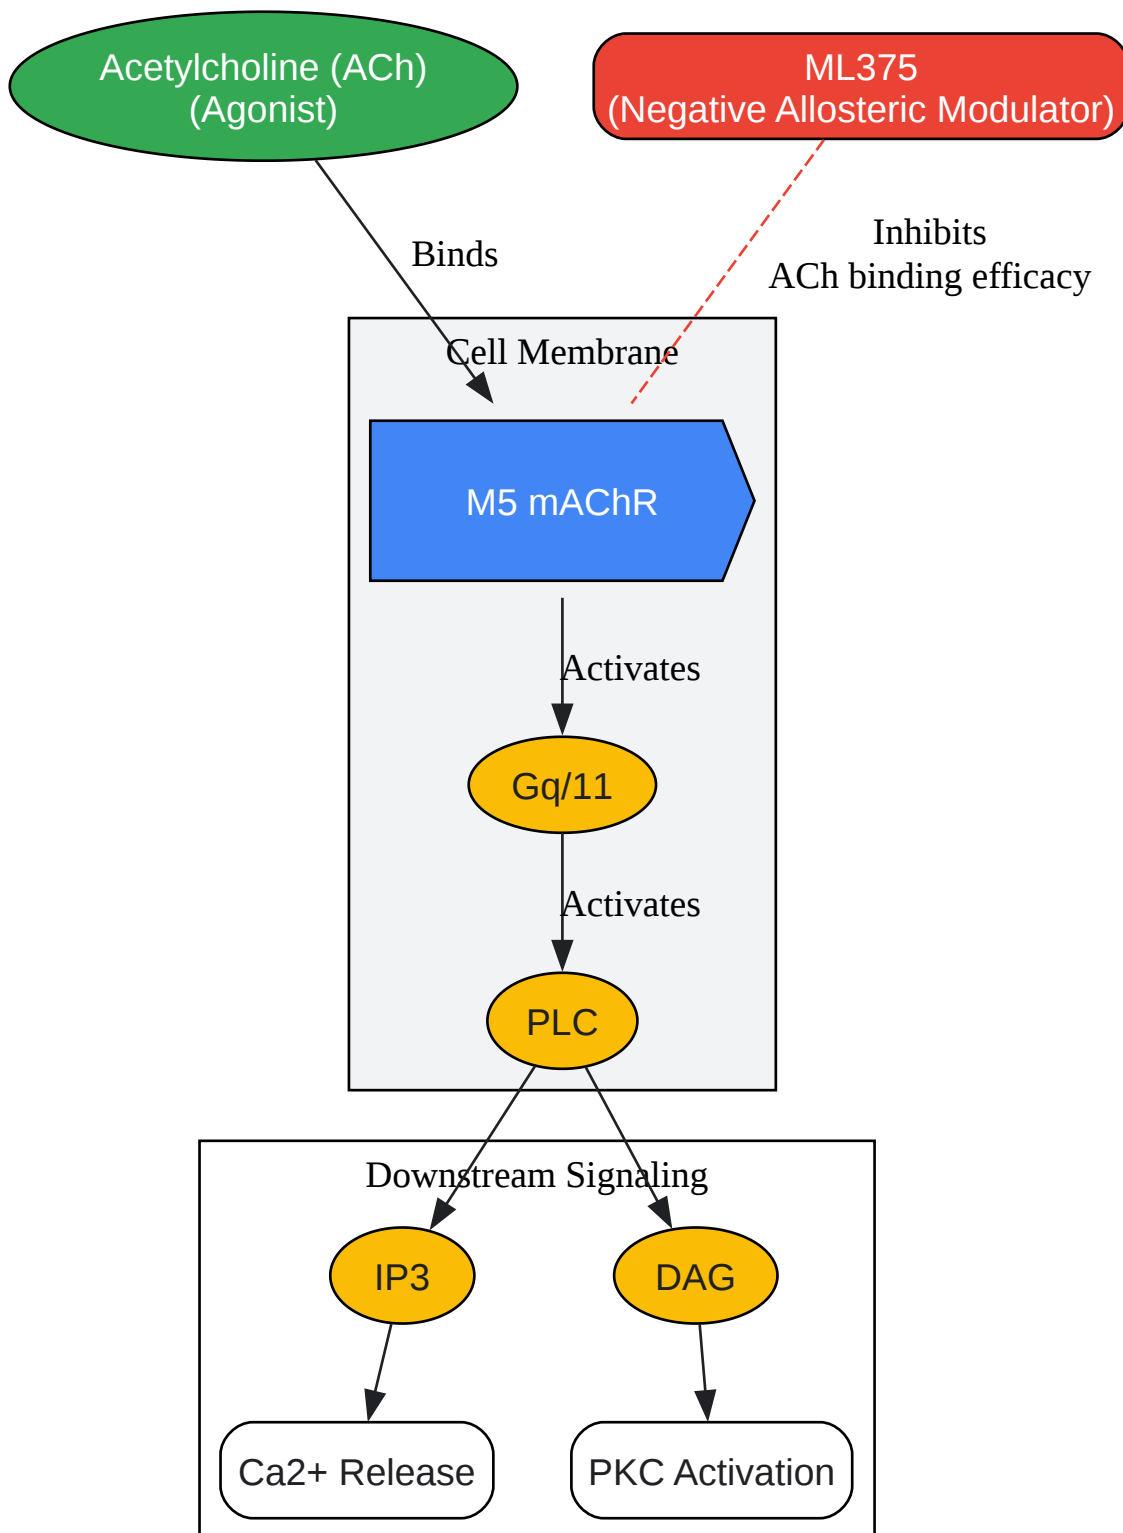 Acetylcholine (ACh)
(Agonist)
ML375
(Negative Allosteric Modulator)
Binds
Inhibits
ACh binding efficacy
Cell Membrane
M5 mAChR
Activates
Gq/11
Activates
PLC
Downstream Signaling
IP3
DAG
Ca2+ Release
PKC Activation